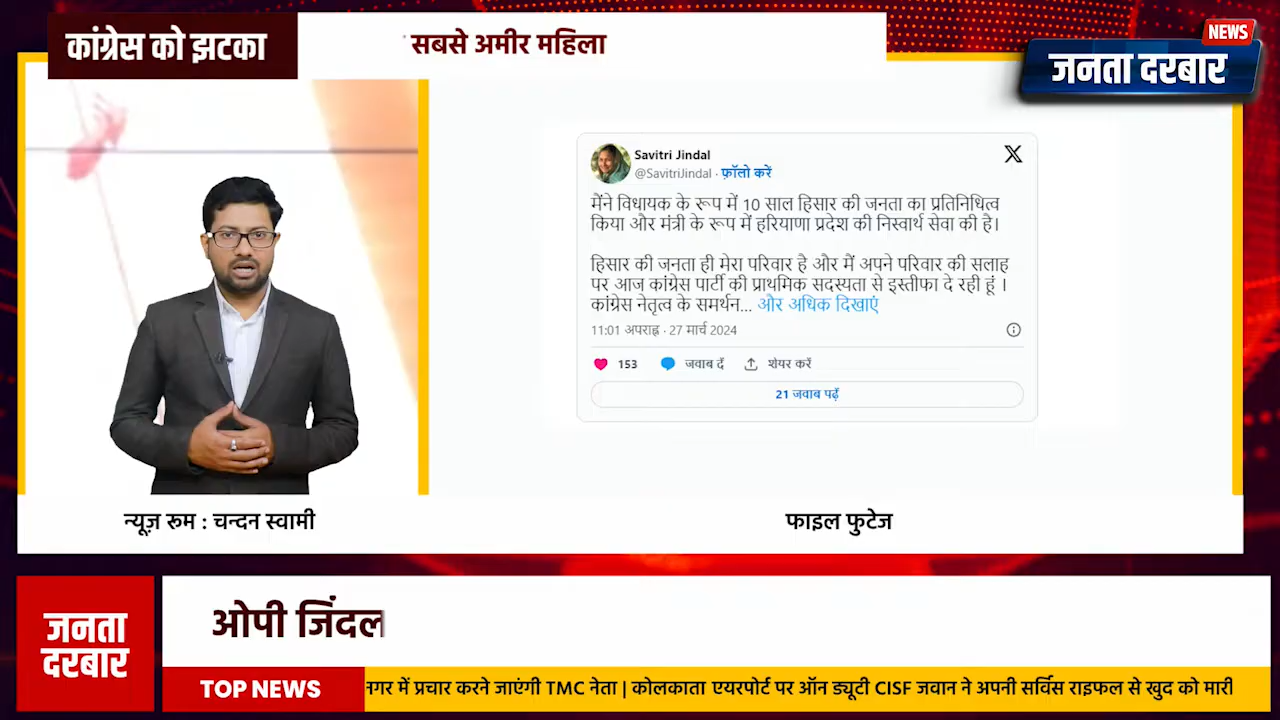 कांग्रेस को झटका
सबसे अमीर महिला
NEWS
जनता दरबार
Savitri Jindal
@SavitriJindal · फ़ॉलो करें
मैंने विधायक के रूप में 10 साल हिसार की जनता का प्रतिनिधित्व
किया और मंत्री के रूप में हरियाणा प्रदेश की निस्वार्थ सेवा की है।
हिसार की जनता ही मेरा परिवार है और मैं अपने परिवार की सलाह
पर आज कांग्रेस पार्टी की प्राथमिक सदस्यता से इस्तीफा दे रही हूं ।
कांग्रेस नेतृत्व के समर्थन... और अधिक दिखाएं
11:01 अपराह्न · 27 मार्च 2024
153 जवाब दें शेयर करें
21 जवाब पढ़ें
न्यूज़ रूम : चन्दन स्वामी
फाइल फुटेज
जनता
दरबार
ओपी जिंदल
TOP NEWS
नगर में प्रचार करने जाएंगी TMC नेता | कोलकाता एयरपोर्ट पर ऑन ड्यूटी CISF जवान ने अपनी सर्विस राइफल से खुद को मारी